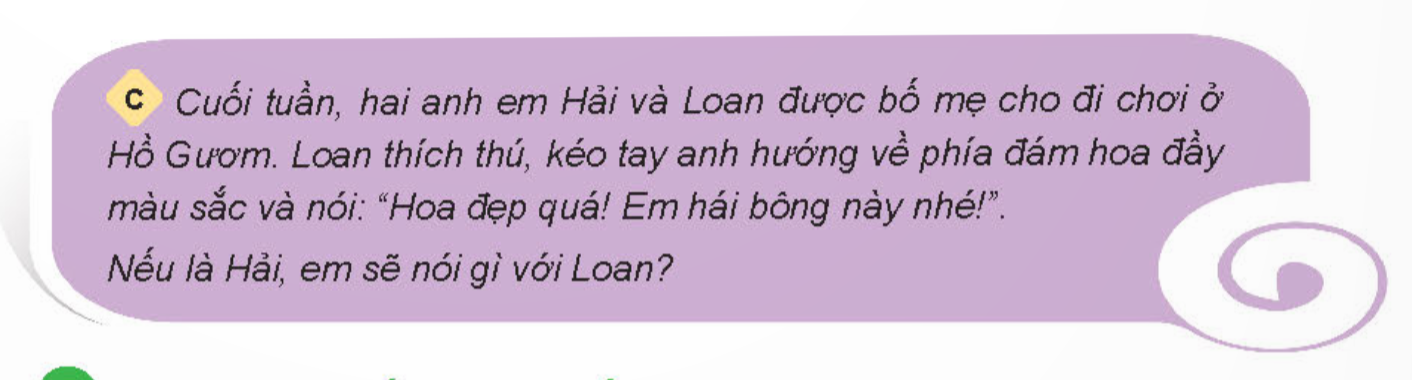 C Cuối tuần, hai anh em Hải và Loan được bố mẹ cho đi chơi ở
Hồ Gươm. Loan thích thú, kéo tay anh hướng về phía đám hoa đầy
màu sắc và nói: “Hoa đẹp quá! Em hái bông này nhé!”.
Nếu là Hải, em sẽ nói gì với Loan?